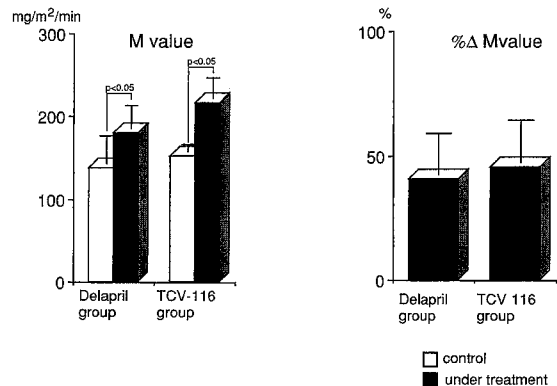 mg/m²/min
M value
300
200
100
0
p<0.05
p<0.05
Delapril group
TCV-116 group
%
%Δ Mvalue
100
50
0
Delapril group
TCV 116 group
control
under treatment